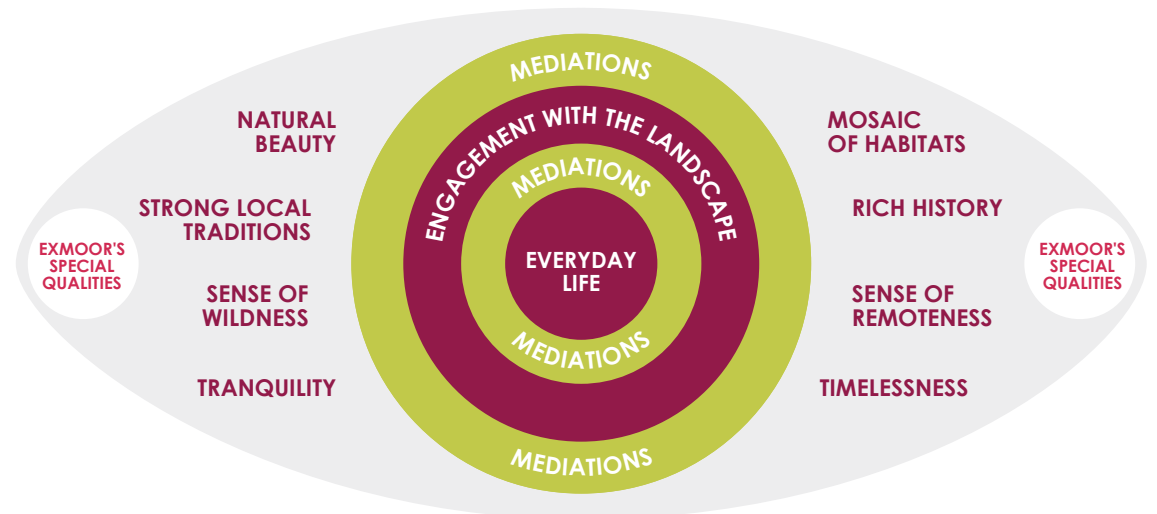 MEDIATIONS
ENGAGEMENT WITH THE LANDSCAPE
MEDIATIONS
EVERYDAY
LIFE
MEDIATIONS
MEDIATIONS
NATURAL
BEAUTY
STRONG LOCAL
TRADITIONS
SENSE OF
WILDNESS
TRANQUILITY
EXMOOR'S
SPECIAL
QUALITIES
MOSAIC
OF HABITATS
RICH HISTORY
SENSE OF
REMOTENESS
TIMELESSNESS
EXMOOR'S
SPECIAL
QUALITIES